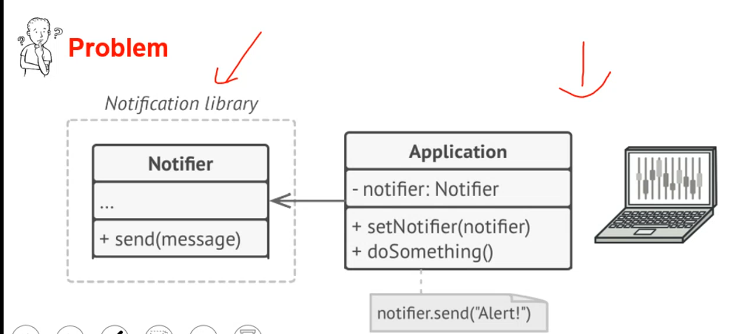 Problem
Notification library
Notifier
...
+ send(message)
Application
- notifier: Notifier
+ setNotifier(notifier)
+ doSomething()
notifier.send("Alert!")